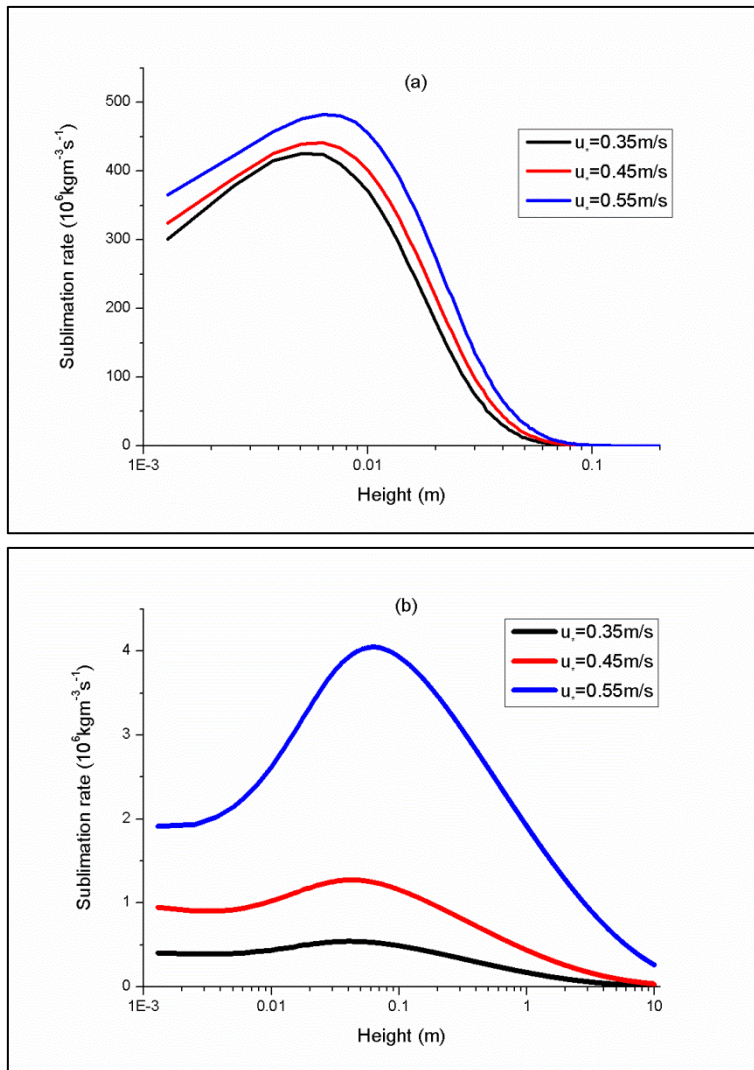 (a)
500
400
300
200
100
0
1E-3
0.01
0.1
Sublimation rate (10⁶kgm⁻³s⁻¹)
Height (m)
u*=0.35m/s
u*=0.45m/s
u*=0.55m/s
(b)
4
3
2
1
0
1E-3
0.01
0.1
1
10
Sublimation rate (10⁶kgm⁻³s⁻¹)
Height (m)
u*=0.35m/s
u*=0.45m/s
u*=0.55m/s